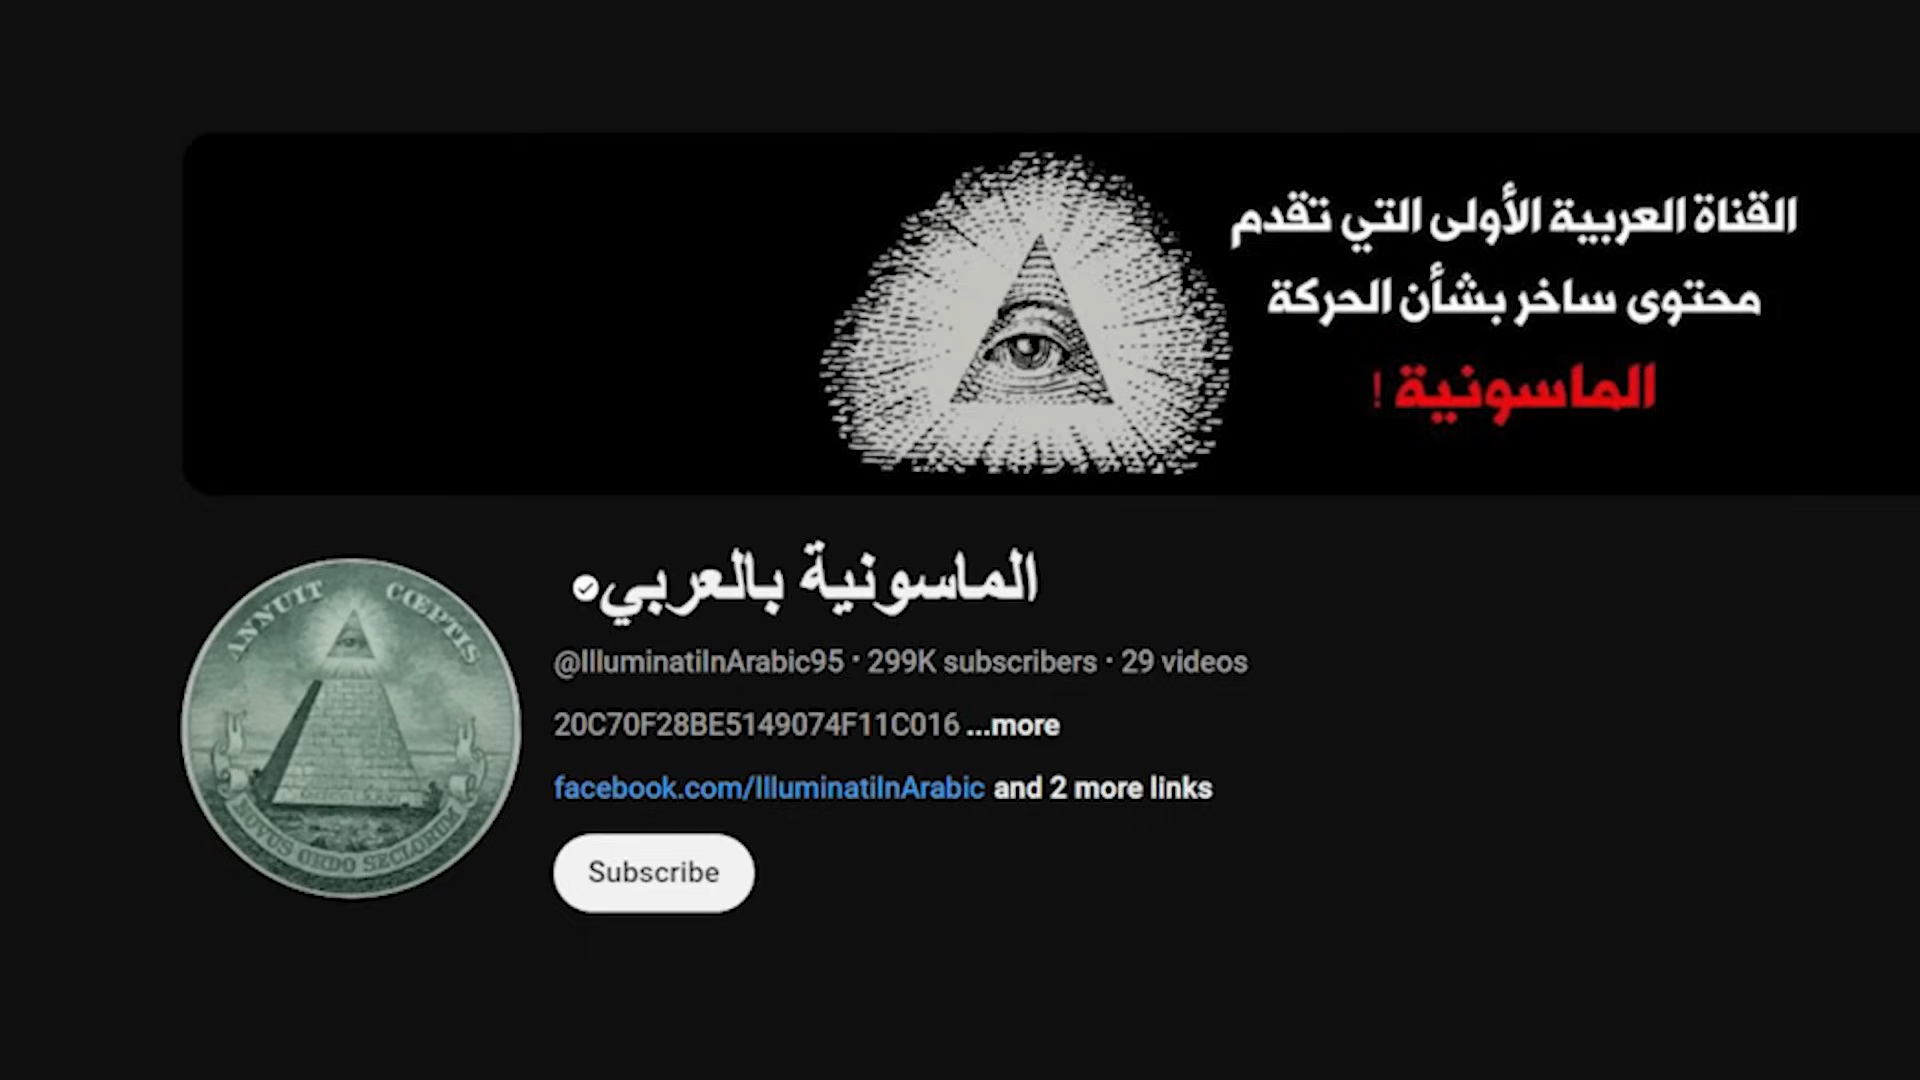 القناة العربية الأولى التي تقدم
محتوى ساخر بشأن الحركة
الماسونية !
الماسونية بالعربي
@IlluminatiInArabic95 · 299K subscribers · 29 videos
20C70F28BE5149074F11C016 ...more
facebook.com/IlluminatiInArabic and 2 more links
Subscribe
ANNUIT CŒPTIS
NOVUS ORDO SECLORUM